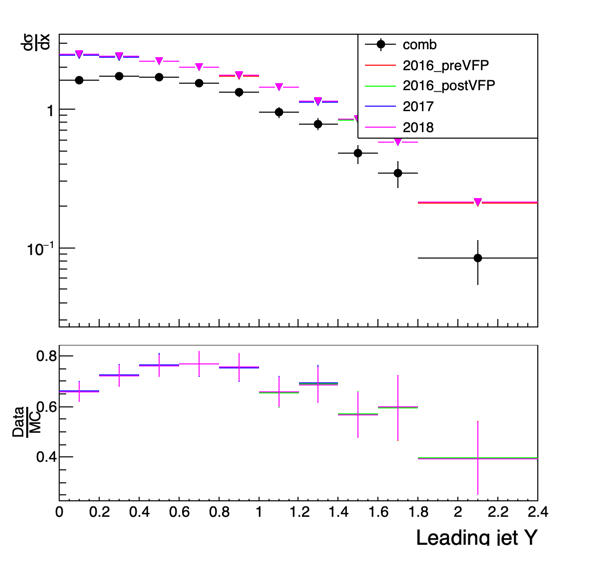 dσ
dx
comb
2016_preVFP
2016_postVFP
2017
2018
1
10⁻¹
Data
MC
0.8
0.6
0.4
0 0.2 0.4 0.6 0.8 1 1.2 1.4 1.6 1.8 2 2.2 2.4
Leading jet Y